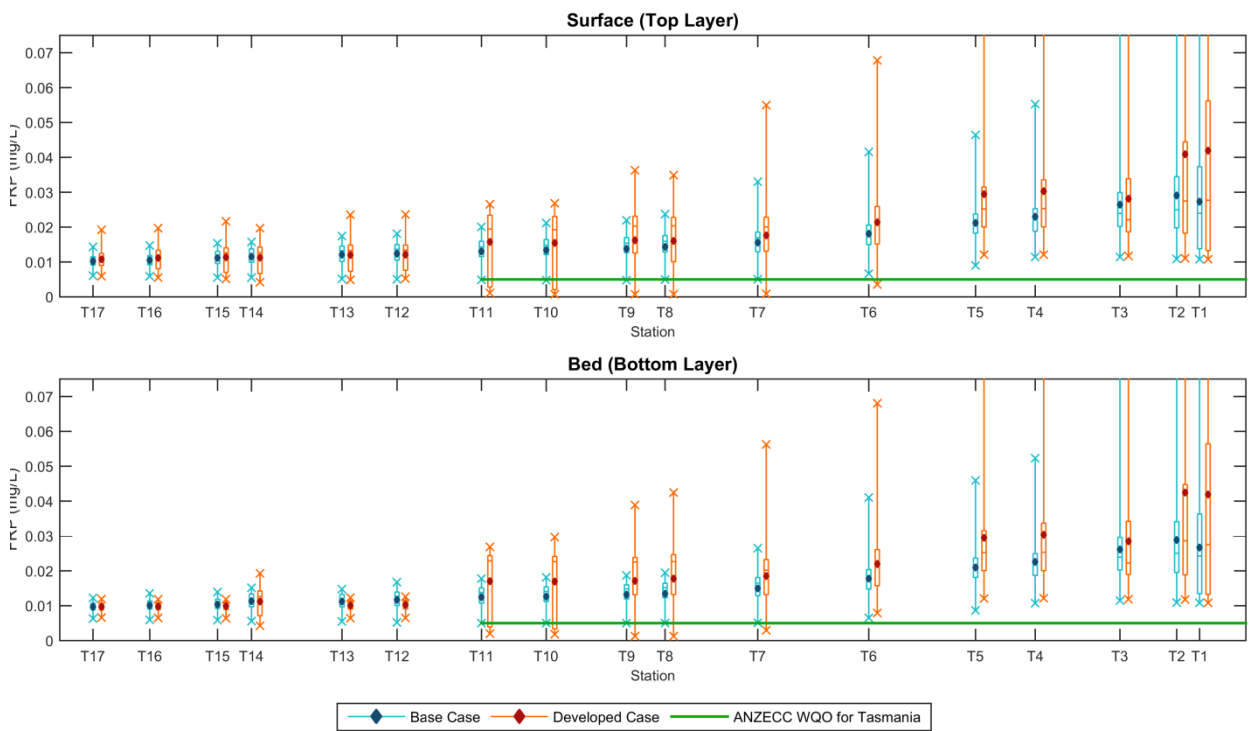 Surface (Top Layer)
0.07
0.06
0.05
0.04
0.03
0.02
0.01
0
FRP (mg/L)
T17 T16 T15 T14 T13 T12 T11 T10 T9 T8 T7 T6 T5 T4 T3 T2 T1
Station
Bed (Bottom Layer)
0.07
0.06
0.05
0.04
0.03
0.02
0.01
0
FRP (mg/L)
T17 T16 T15 T14 T13 T12 T11 T10 T9 T8 T7 T6 T5 T4 T3 T2 T1
Station
Base Case Developed Case ANZECC WQO for Tasmania